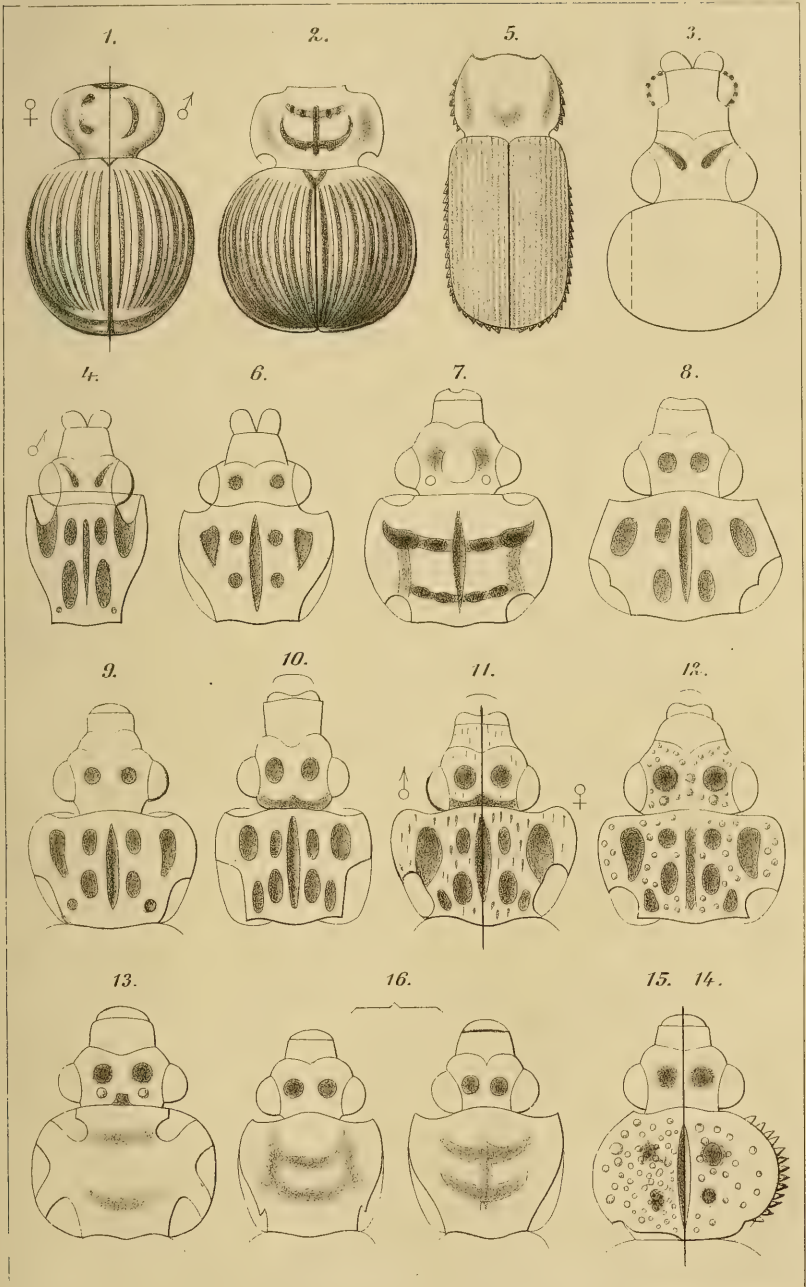 1. 2. 5. 3.
♀ ♂
4. 6. 7. 8.
♂
9. 10. 11. 12.
♂ ♀
13. 16. 15. 14.